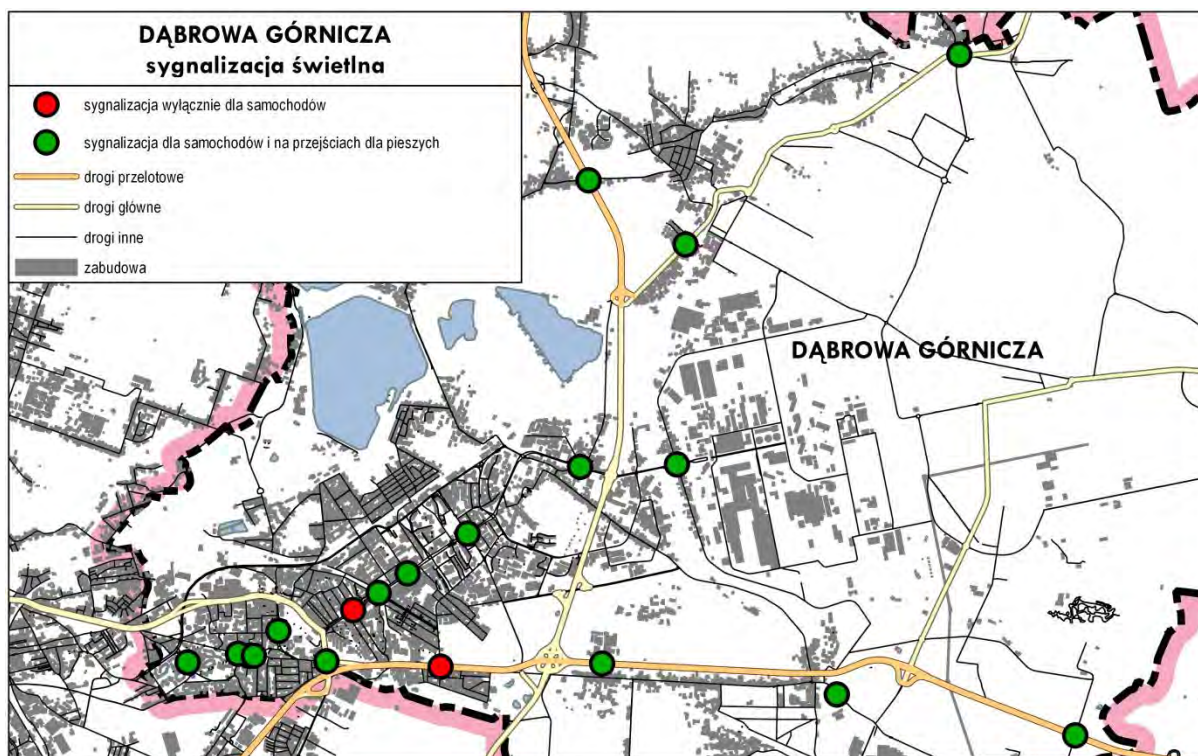 DĄBROWA GÓRNICZA
sygnalizacja świetlna
sygnalizacja wyłącznie dla samochodów
sygnalizacja dla samochodów i na przejściach dla pieszych
drogi przelotowe
drogi główne
drogi inne
zabudowa
DĄBROWA GÓRNICZA